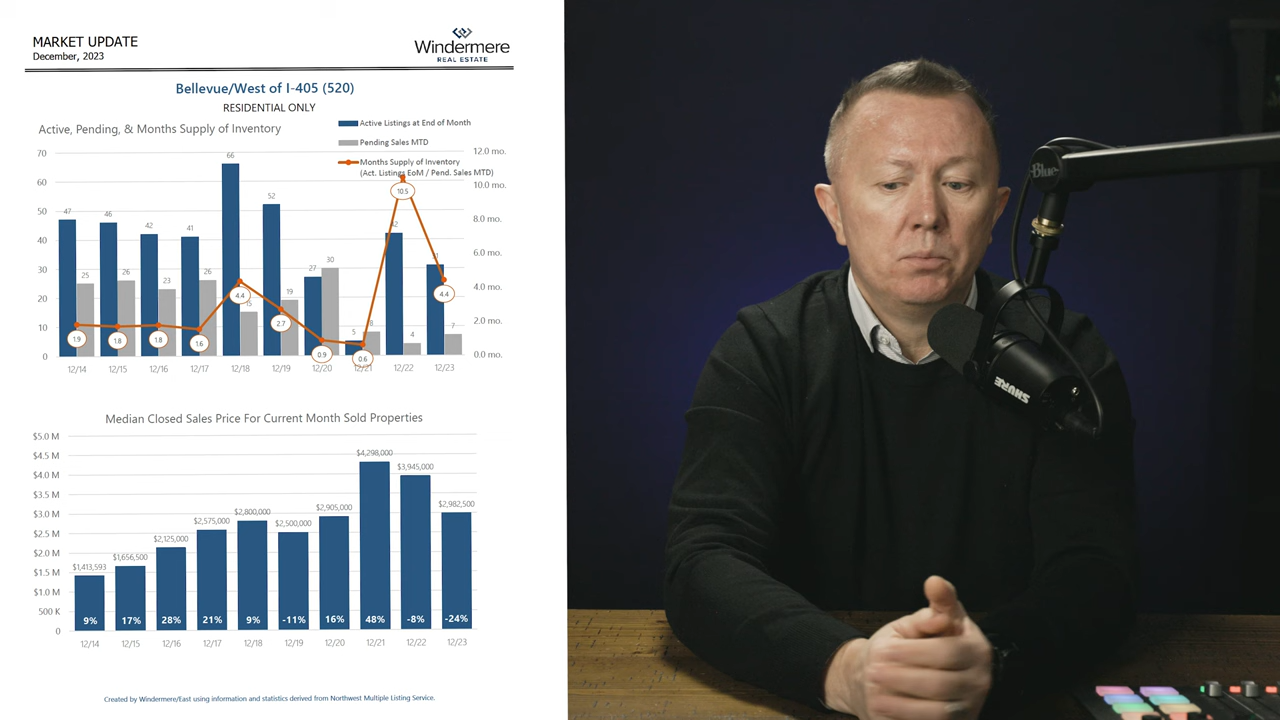 MARKET UPDATE
December, 2023
Windermere
REAL ESTATE
Bellevue/West of I-405 (520)
RESIDENTIAL ONLY
Active, Pending, & Months Supply of Inventory
Active Listings at End of Month
Pending Sales MTD
Months Supply of Inventory
(Act. Listings EoM / Pend. Sales MTD)
70
60
50
40
30
20
10
0
12.0 mo.
10.0 mo.
8.0 mo.
6.0 mo.
4.0 mo.
2.0 mo.
0.0 mo.
47 46 42 41 66 52 27 5
25 26 23 26 15 19 30 8 4 7
1.9 1.8 1.8 1.6 4.4 2.7 0.9 0.6 10.5 4.4
12/14 12/15 12/16 12/17 12/18 12/19 12/20 12/21 12/22 12/23
Median Closed Sales Price For Current Month Sold Properties
$5.0 M
$4.5 M
$4.0 M
$3.5 M
$3.0 M
$2.5 M
$2.0 M
$1.5 M
$1.0 M
500 K
0
$1,413,593 $1,656,500 $2,125,000 $2,575,000 $2,800,000 $2,500,000 $2,905,000 $4,298,000 $3,945,000 $2,982,500
9% 17% 28% 21% 9% -11% 16% 48% -8% -24%
12/14 12/15 12/16 12/17 12/18 12/19 12/20 12/21 12/22 12/23
Created by Windermere/East using information and statistics derived from Northwest Multiple Listing Service.
Blue
SHURE